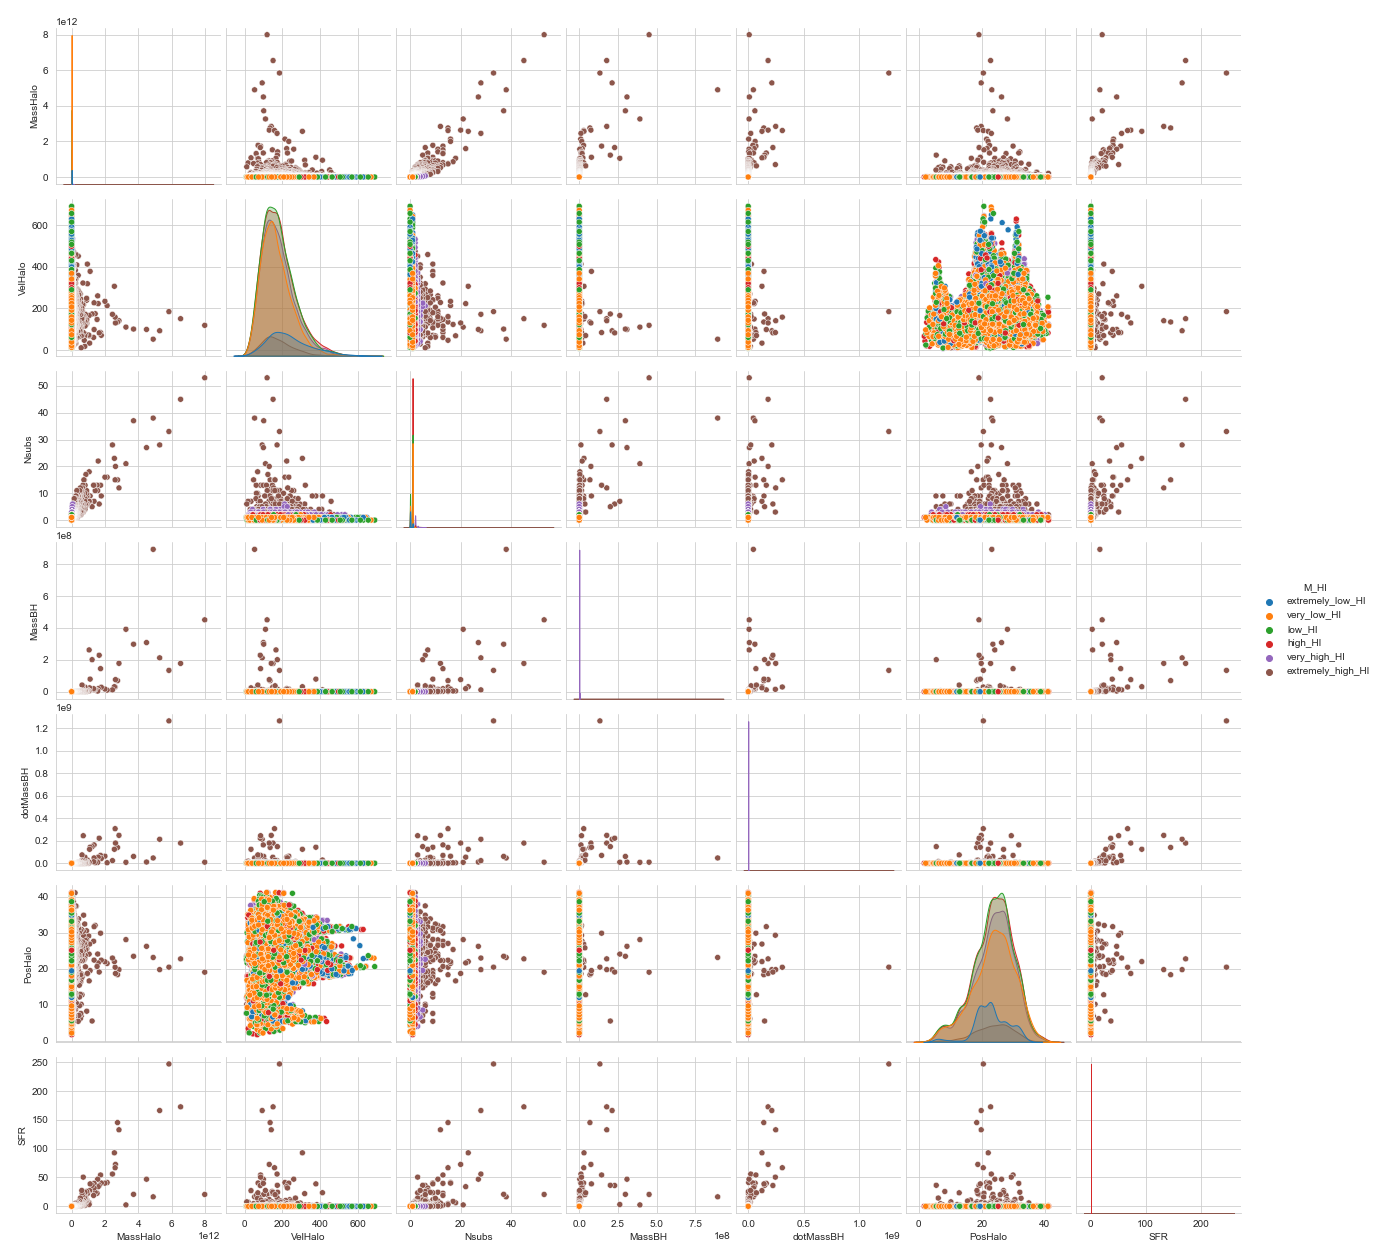 1e12
8
6
4
2
0
MassHalo
600
400
200
0
VelHalo
50
40
30
20
10
0
Nsubs
1e8
8
6
4
2
0
MassBH
M_HI
extremely_low_HI
very_low_HI
low_HI
high_HI
very_high_HI
extremely_high_HI
1e9
1.2
1.0
0.8
0.6
0.4
0.2
0.0
dotMassBH
40
30
20
10
0
PosHalo
250
200
150
100
50
0
SFR
0 2 4 6 8 0 200 400 600 0 20 40 0.0 2.5 5.0 7.5 0.0 0.5 1.0 0 20 40 0 100 200
MassHalo 1e12 VelHalo Nsubs MassBH 1e8 dotMassBH 1e9 PosHalo SFR